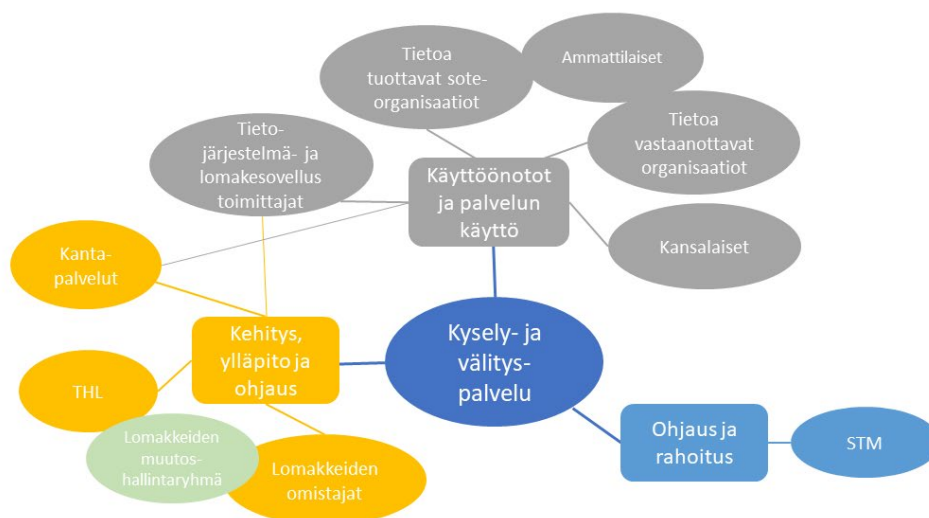 Tietoa
tuottavat sote-
organisaatiot
Ammattilaiset
Tieto-
järjestelmä- ja
lomakesovellus
toimittajat
Tietoa
vastaanottavat
organisaatiot
Käyttöönotot
ja palvelun
käyttö
Kansalaiset
Kanta-
palvelut
Kehitys,
ylläpito ja
ohjaus
Kysely- ja
välitys-
palvelu
THL
Lomakkeiden
muutos-
hallintaryhmä
Lomakkeiden
omistajat
Ohjaus ja
rahoitus
STM